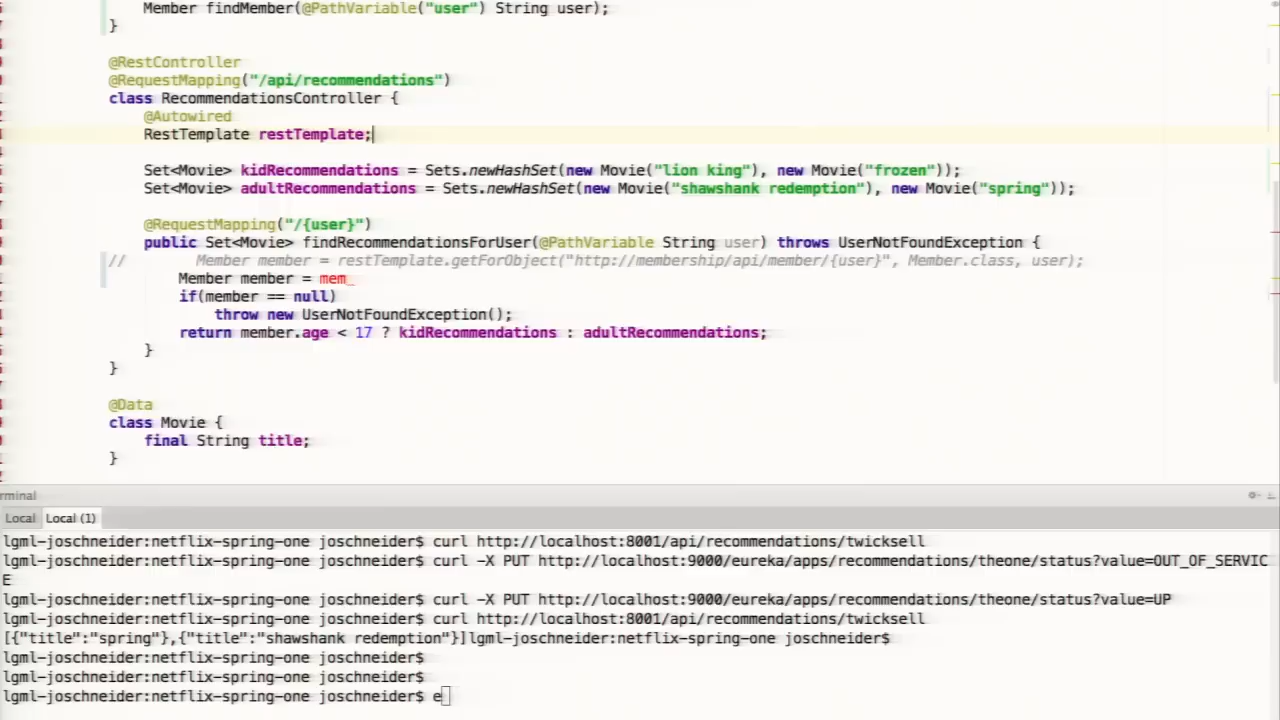 Member findMember(@PathVariable("user") String user);
}
@RestController
@RequestMapping("/api/recommendations")
class RecommendationsController {
@Autowired
RestTemplate restTemplate;
Set<Movie> kidRecommendations = Sets.newHashSet(new Movie("lion king"), new Movie("frozen"));
Set<Movie> adultRecommendations = Sets.newHashSet(new Movie("shawshank redemption"), new Movie("spring"));
@RequestMapping("/{user}")
public Set<Movie> findRecommendationsForUser(@PathVariable String user) throws UserNotFoundException {
// Member member = restTemplate.getForObject("http://membership/api/member/{user}", Member.class, user);
Member member = mem_
if(member == null)
throw new UserNotFoundException();
return member.age < 17 ? kidRecommendations : adultRecommendations;
}
}
@Data
class Movie {
final String title;
}
rminal
Local Local (1)
lgml-joschneider:netflix-spring-one joschneider$ curl http://localhost:8001/api/recommendations/twicksell
lgml-joschneider:netflix-spring-one joschneider$ curl -X PUT http://localhost:9000/eureka/apps/recommendations/theone/status?value=OUT_OF_SERVIC
E
lgml-joschneider:netflix-spring-one joschneider$ curl -X PUT http://localhost:9000/eureka/apps/recommendations/theone/status?value=UP
lgml-joschneider:netflix-spring-one joschneider$ curl http://localhost:8001/api/recommendations/twicksell
[{"title":"spring"},{"title":"shawshank redemption"}]lgml-joschneider:netflix-spring-one joschneider$
lgml-joschneider:netflix-spring-one joschneider$
lgml-joschneider:netflix-spring-one joschneider$
lgml-joschneider:netflix-spring-one joschneider$ e